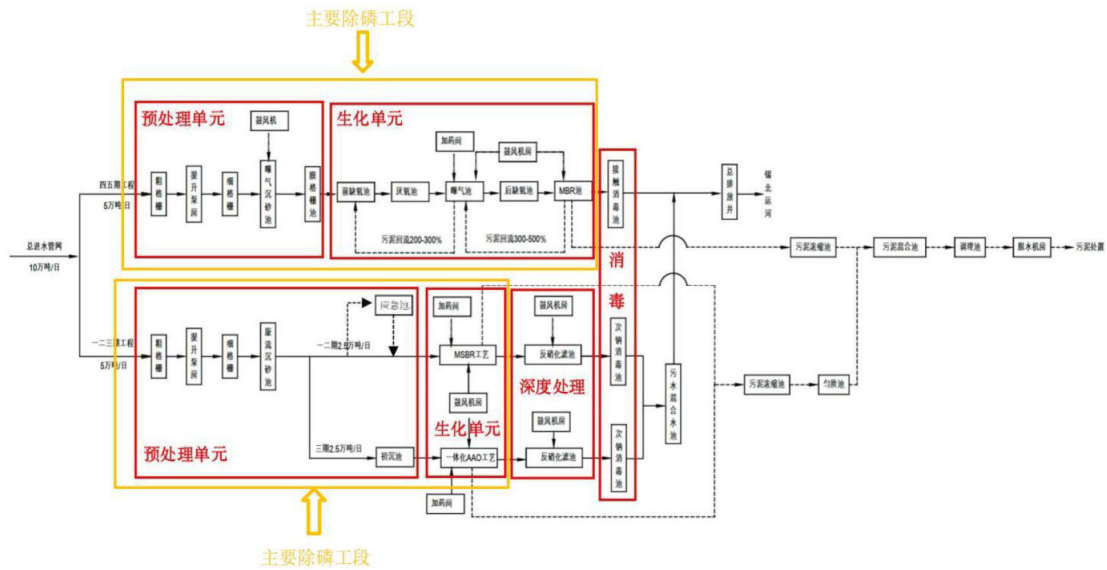 主要除磷工段
预处理单元
鼓风机
生化单元
加药间
鼓风机房
四五期工程
5万吨/日
粗格栅
提升泵房
细格栅
曝气沉砂池
膜格栅池
前缺氧池
厌氧池
曝气池
后缺氧池
MBR池
接触消毒池
总排放井
锡北运河
污泥回流200-300%
污泥回流300-500%
总进水管网
10万吨/日
消毒
污泥浓缩池
污泥混合池
调理池
脱水机房
污泥处置
应急池
加药间
鼓风机房
一二三期工程
5万吨/日
粗格栅
提升泵房
细格栅
旋流沉砂池
一二期2.5万吨/日
MSBR工艺
反硝化滤池
次钠消毒池
污水混合水池
污泥浓缩池
匀质池
深度处理
鼓风机房
生化单元
鼓风机房
预处理单元
三期2.5万吨/日
初沉池
一体化AAO工艺
反硝化滤池
次钠消毒池
加药间
主要除磷工段